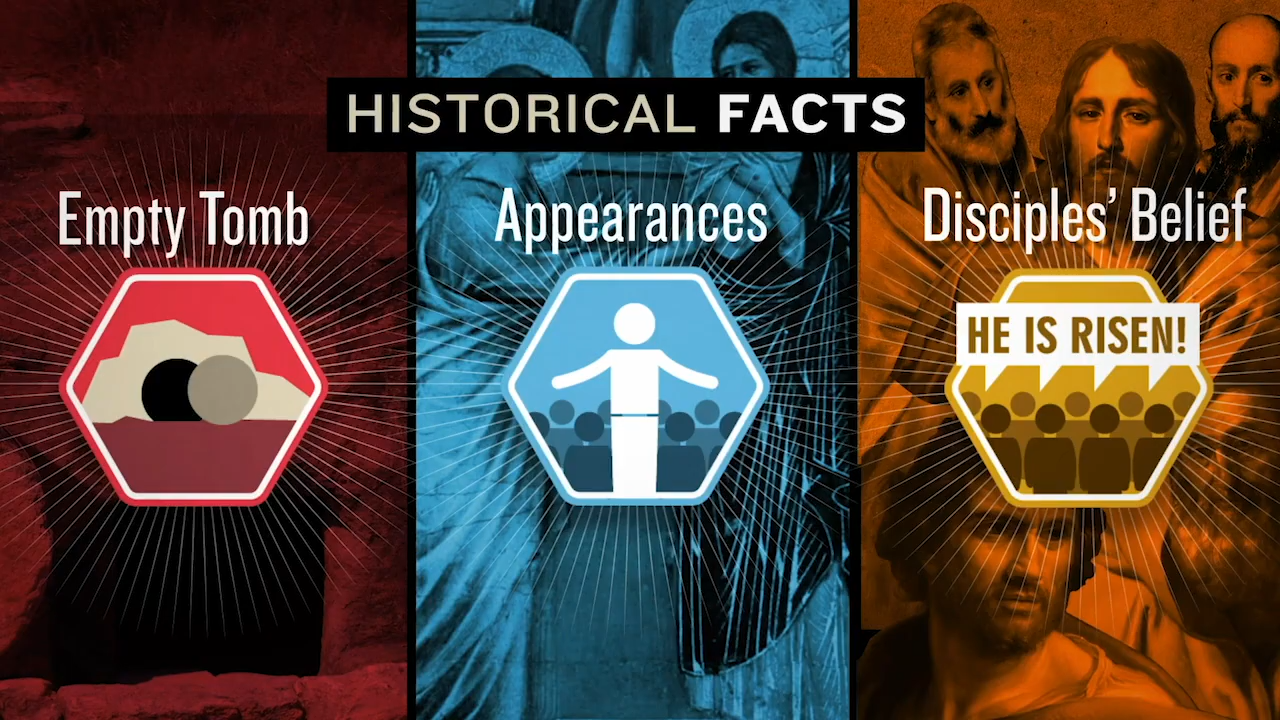 HISTORICAL FACTS
Empty Tomb
Appearances
Disciples’ Belief
HE IS RISEN!